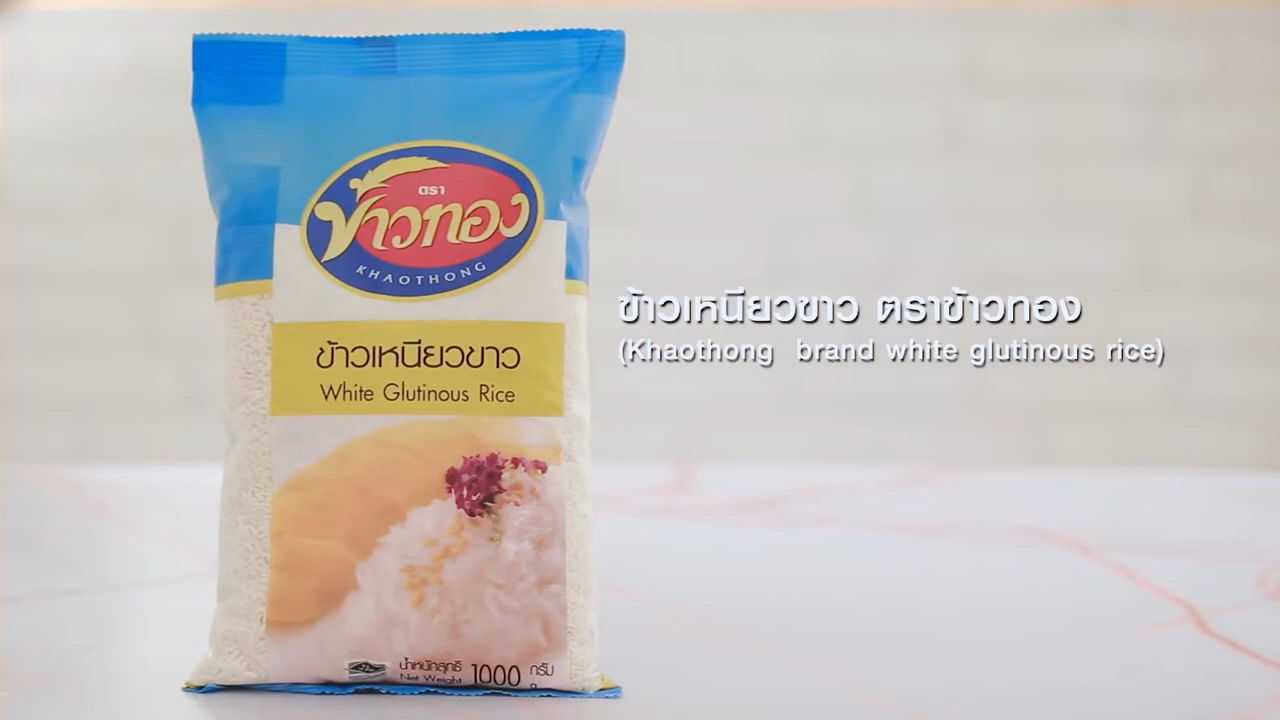 ตรา
ข้าวทอง
KHAOTHONG
ข้าวเหนียวขาว
White Glutinous Rice
น้ำหนักสุทธิ 1000 กรัม
Net Weight
ข้าวเหนียวขาว ตราข้าวทอง
(Khaothong brand white glutinous rice)